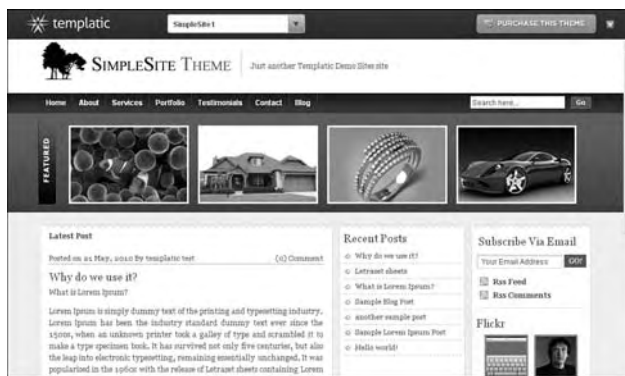 templatic
SimpleSite1
PURCHASE THIS THEME
SIMPLESITE THEME
Just another Templatic Demo Sites site
Home About Services Portfolio Testimonials Contact Blog
Search here...
Go
FEATURED
Latest Post
Posted on 21 May, 2010 By templatic test
(0) Comment
Why do we use it?
What is Lorem Ipsum?
Lorem Ipsum is simply dummy text of the printing and typesetting industry.
Lorem Ipsum has been the industry standard dummy text ever since the
1500s, when an unknown printer took a galley of type and scrambled it to
make a type specimen book. It has survived not only five centuries, but also
the leap into electronic typesetting, remaining essentially unchanged. It was
popularised in the 1960s with the release of Letraset sheets containing Lorem
Recent Posts
Why do we use it?
Letraset sheets
What is Lorem Ipsum?
Sample Blog Post
another sample post
Sample Lorem Ipsum Post
Hello world!
Subscribe Via Email
Your Email Address
GO!
Rss Feed
Rss Comments
Flickr